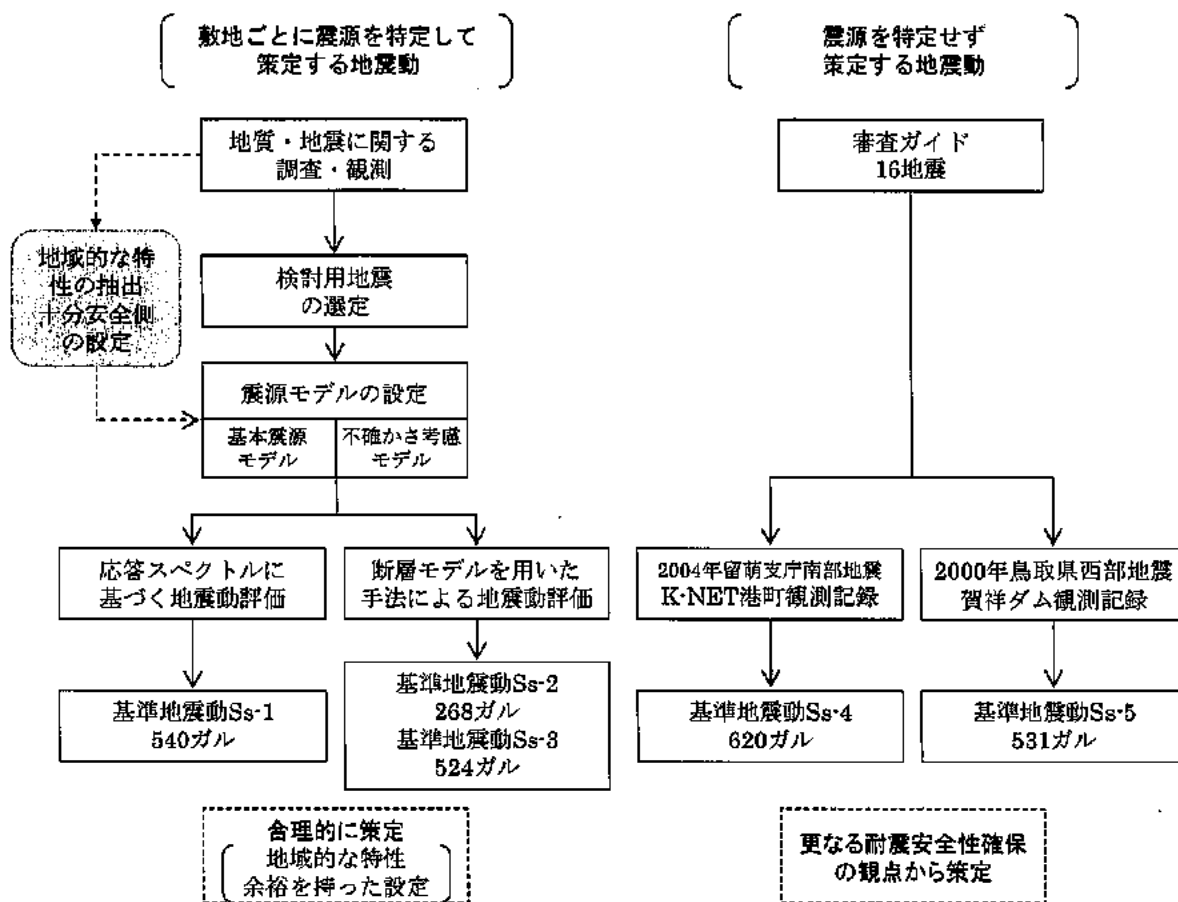 敷地ごとに震源を特定して
策定する地震動
地質・地震に関する
調査・観測
地域的な特
性の抽出
十分安全側
の設定
検討用地震
の選定
震源モデルの設定
基本震源
モデル
不確かさ考慮
モデル
応答スペクトルに
基づく地震動評価
断層モデルを用いた
手法による地震動評価
基準地震動Ss-1
540ガル
基準地震動Ss-2
268ガル
基準地震動Ss-3
524ガル
合理的に策定
地域的な特性
余裕を持った設定
震源を特定せず
策定する地震動
審査ガイド
16地震
2004年留萌支庁南部地震
K-NET港町観測記録
2000年鳥取県西部地震
賀祥ダム観測記録
基準地震動Ss-4
620ガル
基準地震動Ss-5
531ガル
更なる耐震安全性確保
の観点から策定